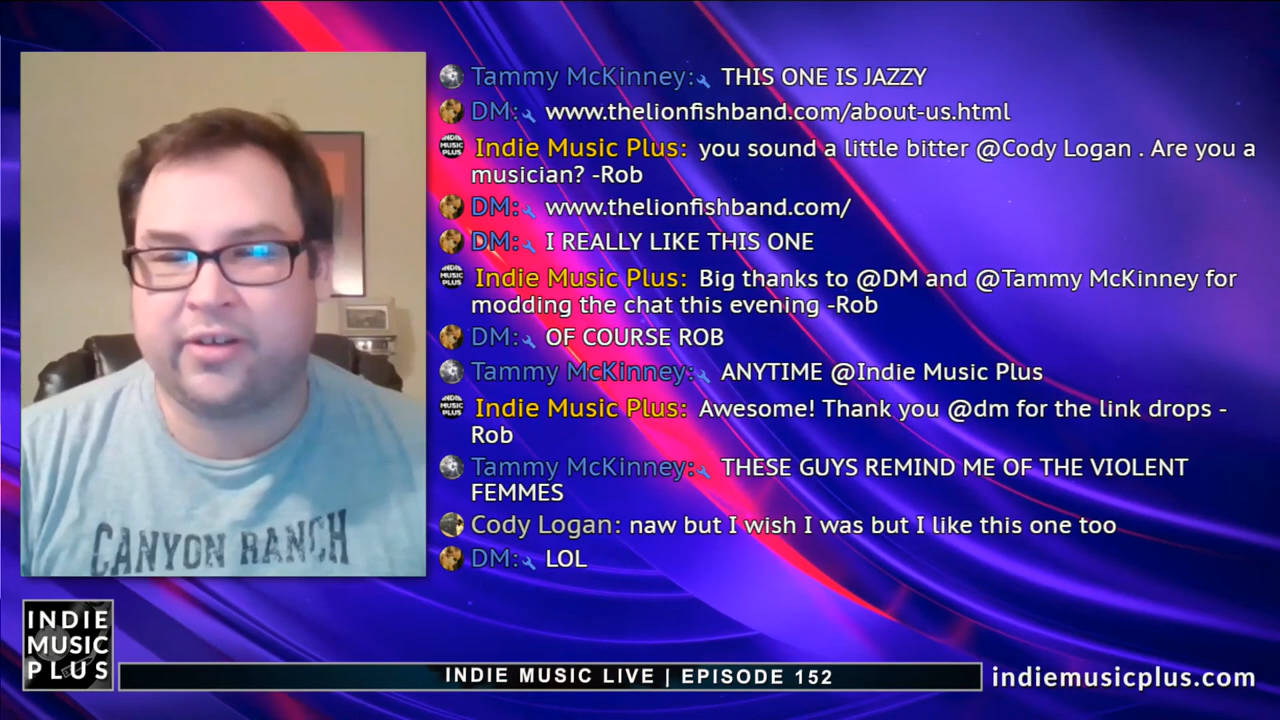 Tammy McKinney: THIS ONE IS JAZZY
DM: www.thelionfishband.com/about-us.html
Indie Music Plus: you sound a little bitter @Cody Logan . Are you a
musician? -Rob
DM: www.thelionfishband.com/
DM: I REALLY LIKE THIS ONE
Indie Music Plus: Big thanks to @DM and @Tammy McKinney for
modding the chat this evening -Rob
DM: OF COURSE ROB
Tammy McKinney: ANYTIME @Indie Music Plus
Indie Music Plus: Awesome! Thank you @dm for the link drops -
Rob
Tammy McKinney: THESE GUYS REMIND ME OF THE VIOLENT
FEMMES
Cody Logan: naw but I wish I was but I like this one too
DM: LOL
CANYON RANCH
INDIE
MUSIC
PLUS
INDIE MUSIC LIVE | EPISODE 152
indiemusicplus.com